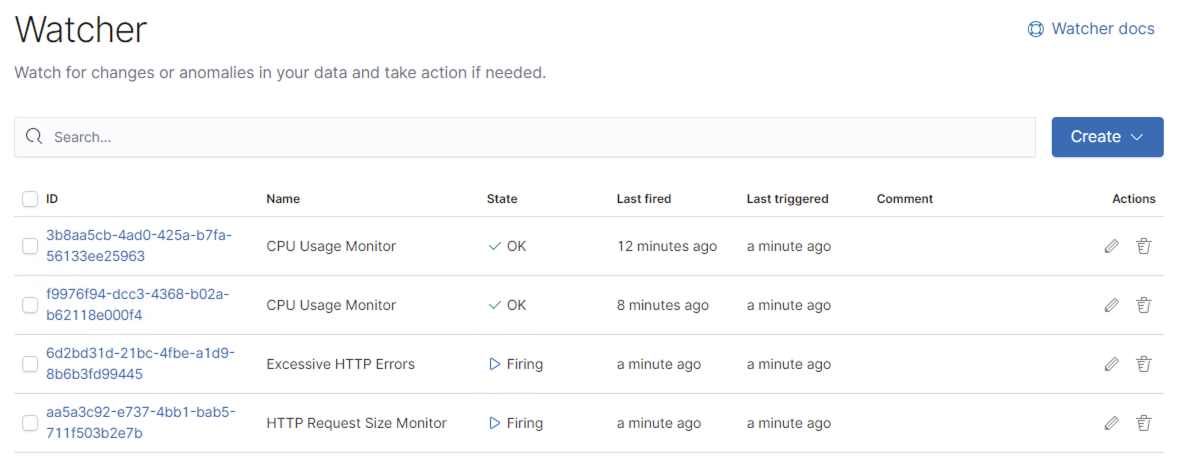 Watcher
Watcher docs
Watch for changes or anomalies in your data and take action if needed.
Search...
Create
ID Name State Last fired Last triggered Comment Actions
3b8aa5cb-4ad0-425a-b7fa-
56133ee25963
CPU Usage Monitor OK 12 minutes ago a minute ago
f9976f94-dcc3-4368-b02a-
b62118e000f4
CPU Usage Monitor OK 8 minutes ago a minute ago
6d2bd31d-21bc-4fbe-a1d9-
8b6b3fd99445
Excessive HTTP Errors Firing a minute ago a minute ago
aa5a3c92-e737-4bb1-bab5-
711f503b2e7b
HTTP Request Size Monitor Firing a minute ago a minute ago